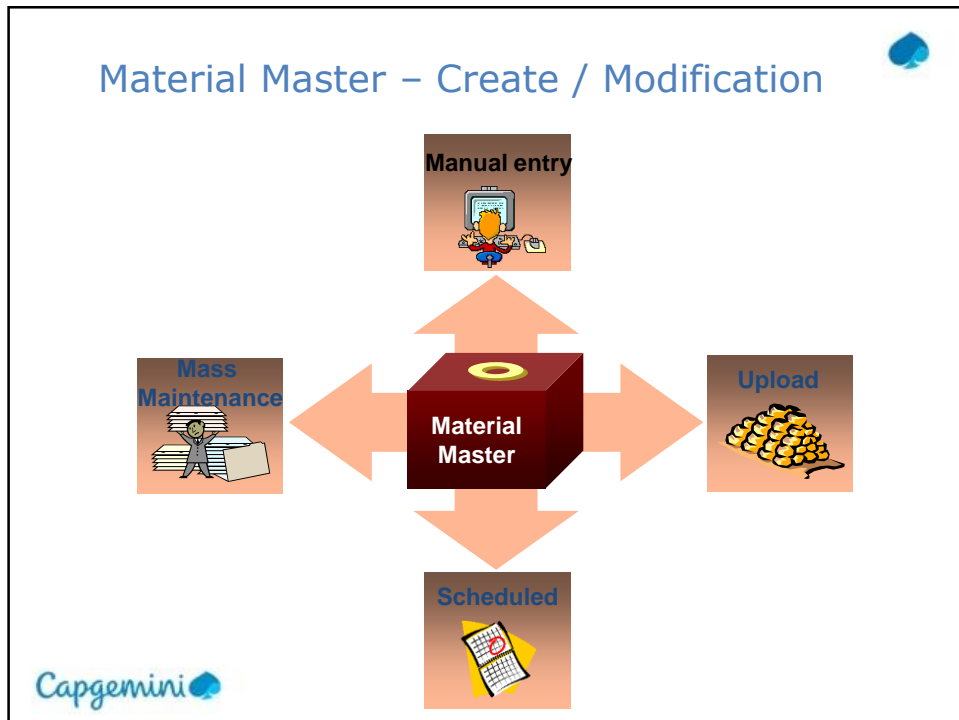 Material Master – Create / Modification
Manual entry
Mass
Maintenance
Upload
Material
Master
Scheduled
Capgemini